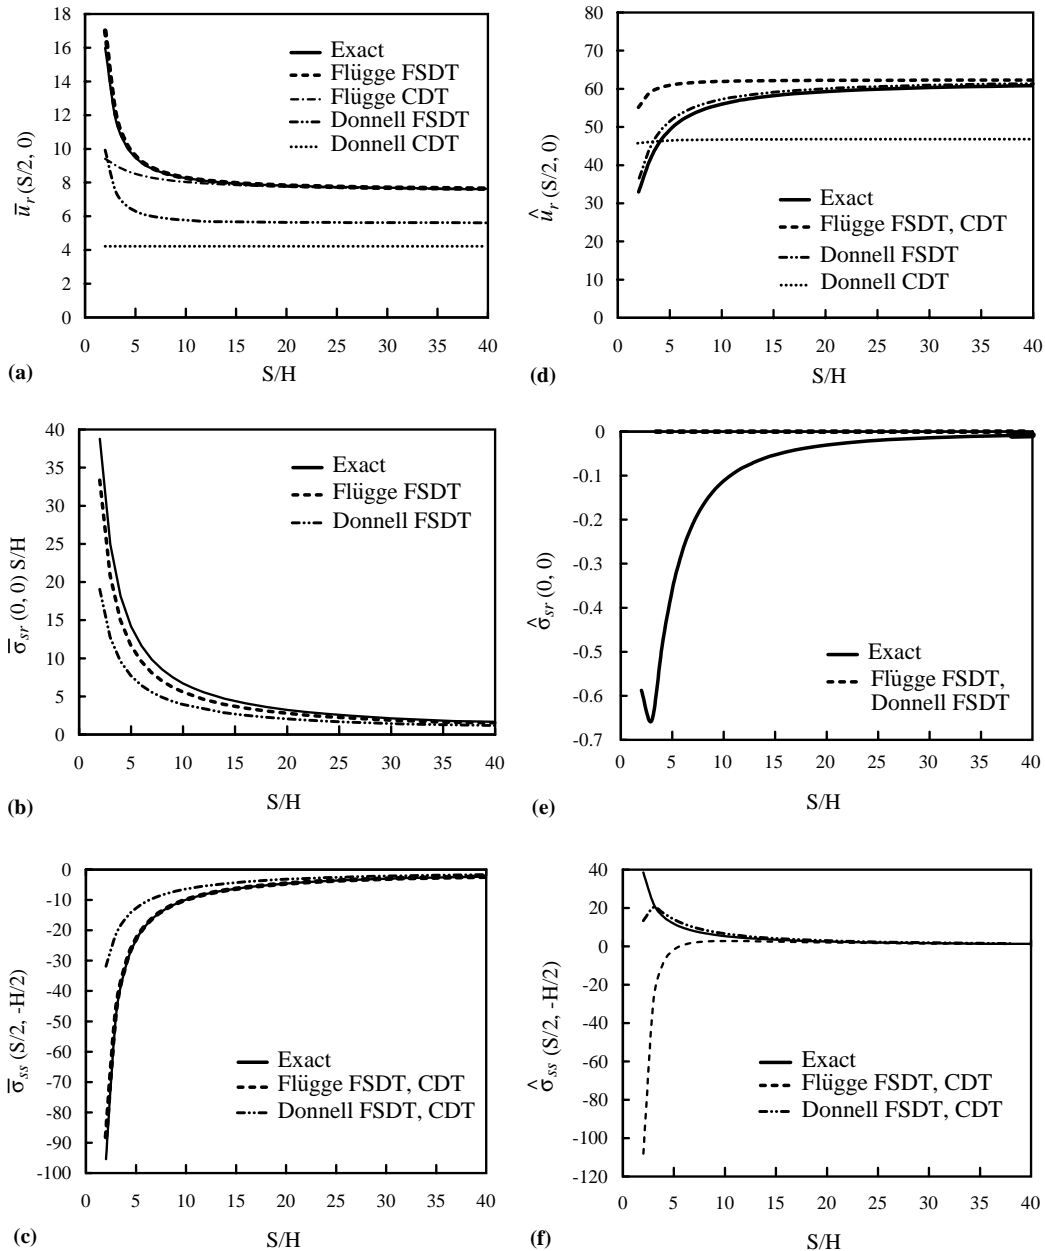 18
16
14
12
10
8
6
4
2
0
ūr (S/2, 0)
Exact
Flügge FSDT
Flügge CDT
Donnell FSDT
Donnell CDT
0 5 10 15 20 25 30 35 40
(a)
S/H
80
70
60
50
40
30
20
10
0
ûr (S/2, 0)
Exact
Flügge FSDT, CDT
Donnell FSDT
Donnell CDT
0 5 10 15 20 25 30 35 40
(d)
S/H
40
35
30
25
20
15
10
5
0
σ̄sr (0, 0) S/H
Exact
Flügge FSDT
Donnell FSDT
0 5 10 15 20 25 30 35 40
(b)
S/H
0
-0.1
-0.2
-0.3
-0.4
-0.5
-0.6
-0.7
σ̂sr (0, 0)
Exact
Flügge FSDT,
Donnell FSDT
0 5 10 15 20 25 30 35 40
(e)
S/H
0
-10
-20
-30
-40
-50
-60
-70
-80
-90
-100
σ̄ss (S/2, -H/2)
Exact
Flügge FSDT, CDT
Donnell FSDT, CDT
0 5 10 15 20 25 30 35 40
(c)
S/H
40
20
0
-20
-40
-60
-80
-100
-120
σ̂ss (S/2, -H/2)
Exact
Flügge FSDT, CDT
Donnell FSDT, CDT
0 5 10 15 20 25 30 35 40
(f)
S/H